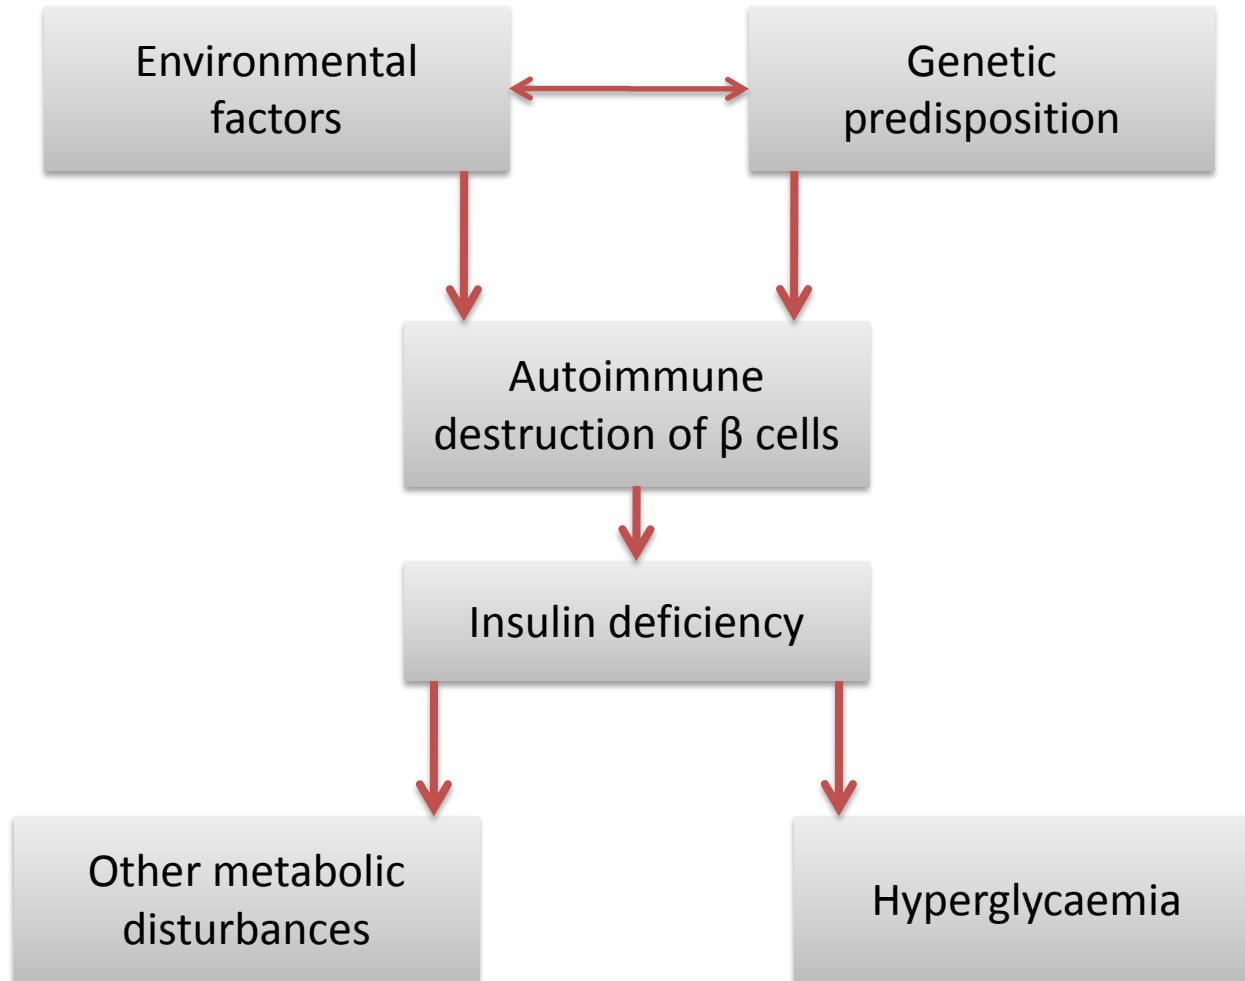 Environmental
factors
Genetic
predisposition
Autoimmune
destruction of β cells
Insulin deficiency
Other metabolic
disturbances
Hyperglycaemia